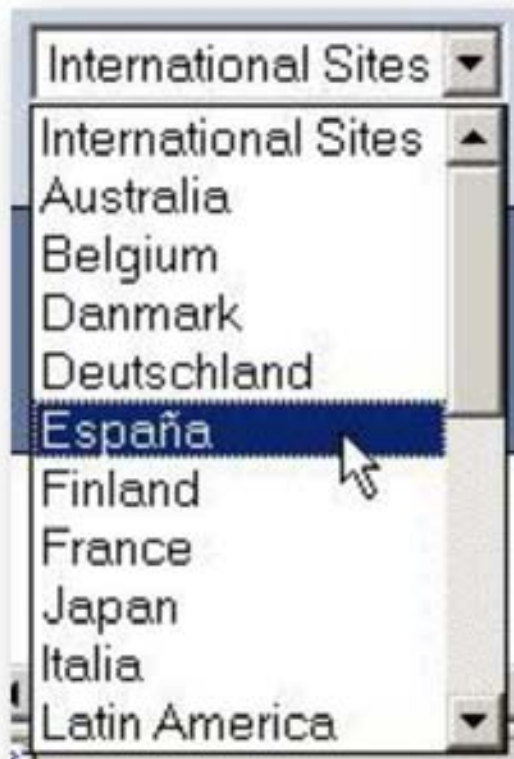 International Sites
International Sites
Australia
Belgium
Danmark
Deutschland
España
Finland
France
Japan
Italia
Latin America